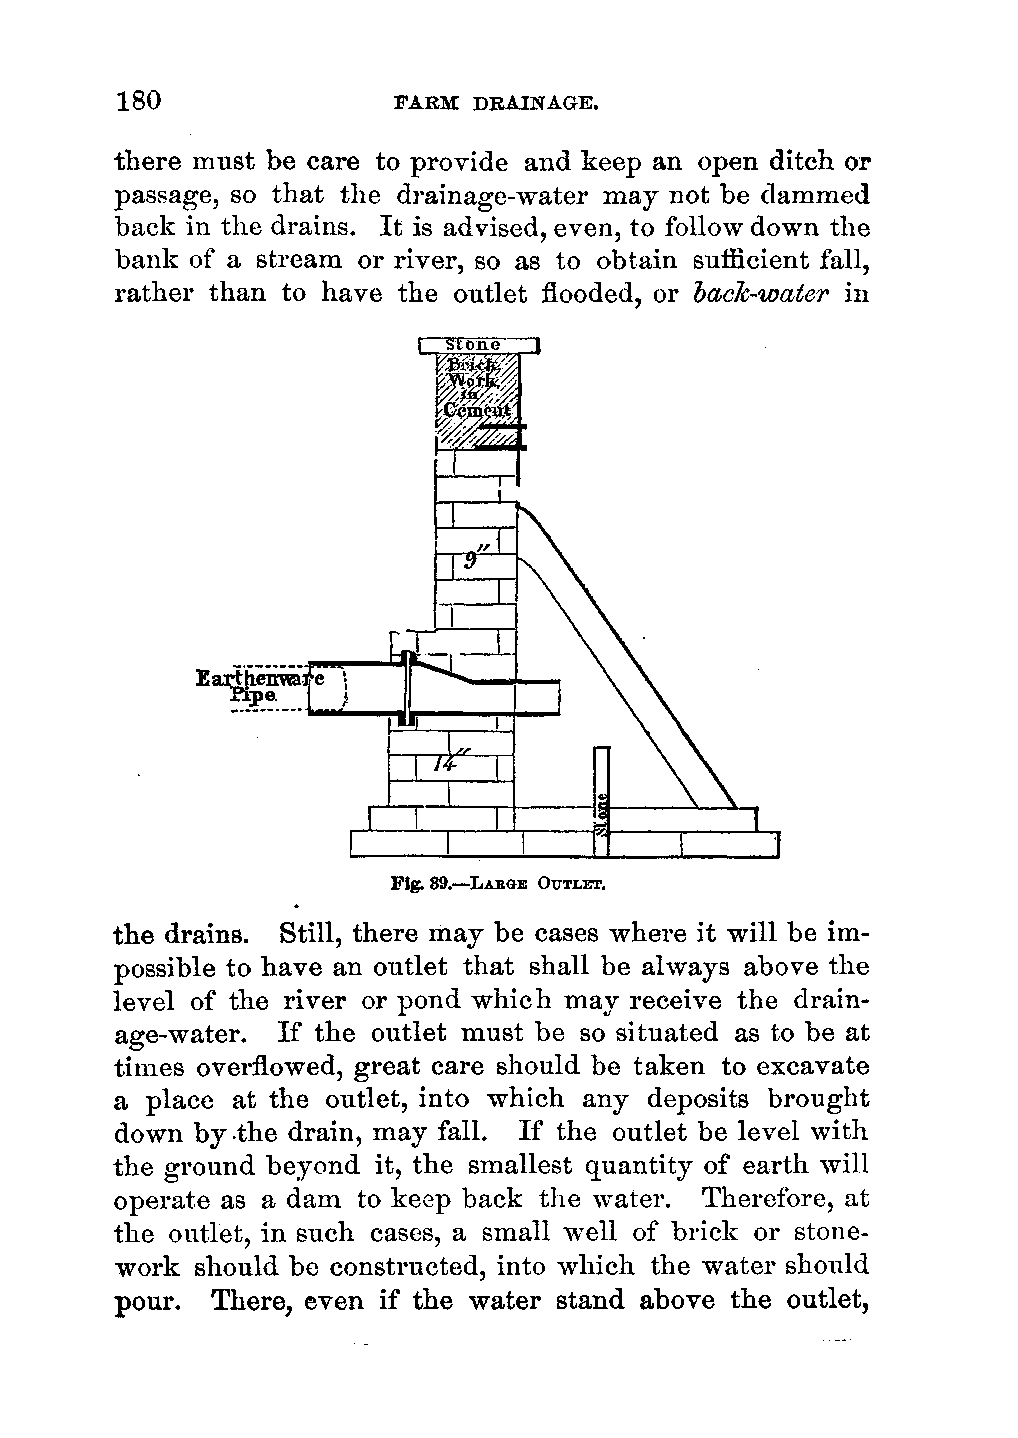 180 FARM DRAINAGE.
there must be care to provide and keep an open ditch or
passage, so that the drainage-water may not be dammed
back in the drains. It is advised, even, to follow down the
bank of a stream or river, so as to obtain sufficient fall,
rather than to have the outlet flooded, or back-water in
Stone
Brick
Work
in
Cement
9″
Earthenware
Pipe.
14″
Stone
Fig. 39.—LARGE OUTLET.
the drains. Still, there may be cases where it will be im-
possible to have an outlet that shall be always above the
level of the river or pond which may receive the drain-
age-water. If the outlet must be so situated as to be at
times overflowed, great care should be taken to excavate
a place at the outlet, into which any deposits brought
down by the drain, may fall. If the outlet be level with
the ground beyond it, the smallest quantity of earth will
operate as a dam to keep back the water. Therefore, at
the outlet, in such cases, a small well of brick or stone-
work should be constructed, into which the water should
pour. There, even if the water stand above the outlet,